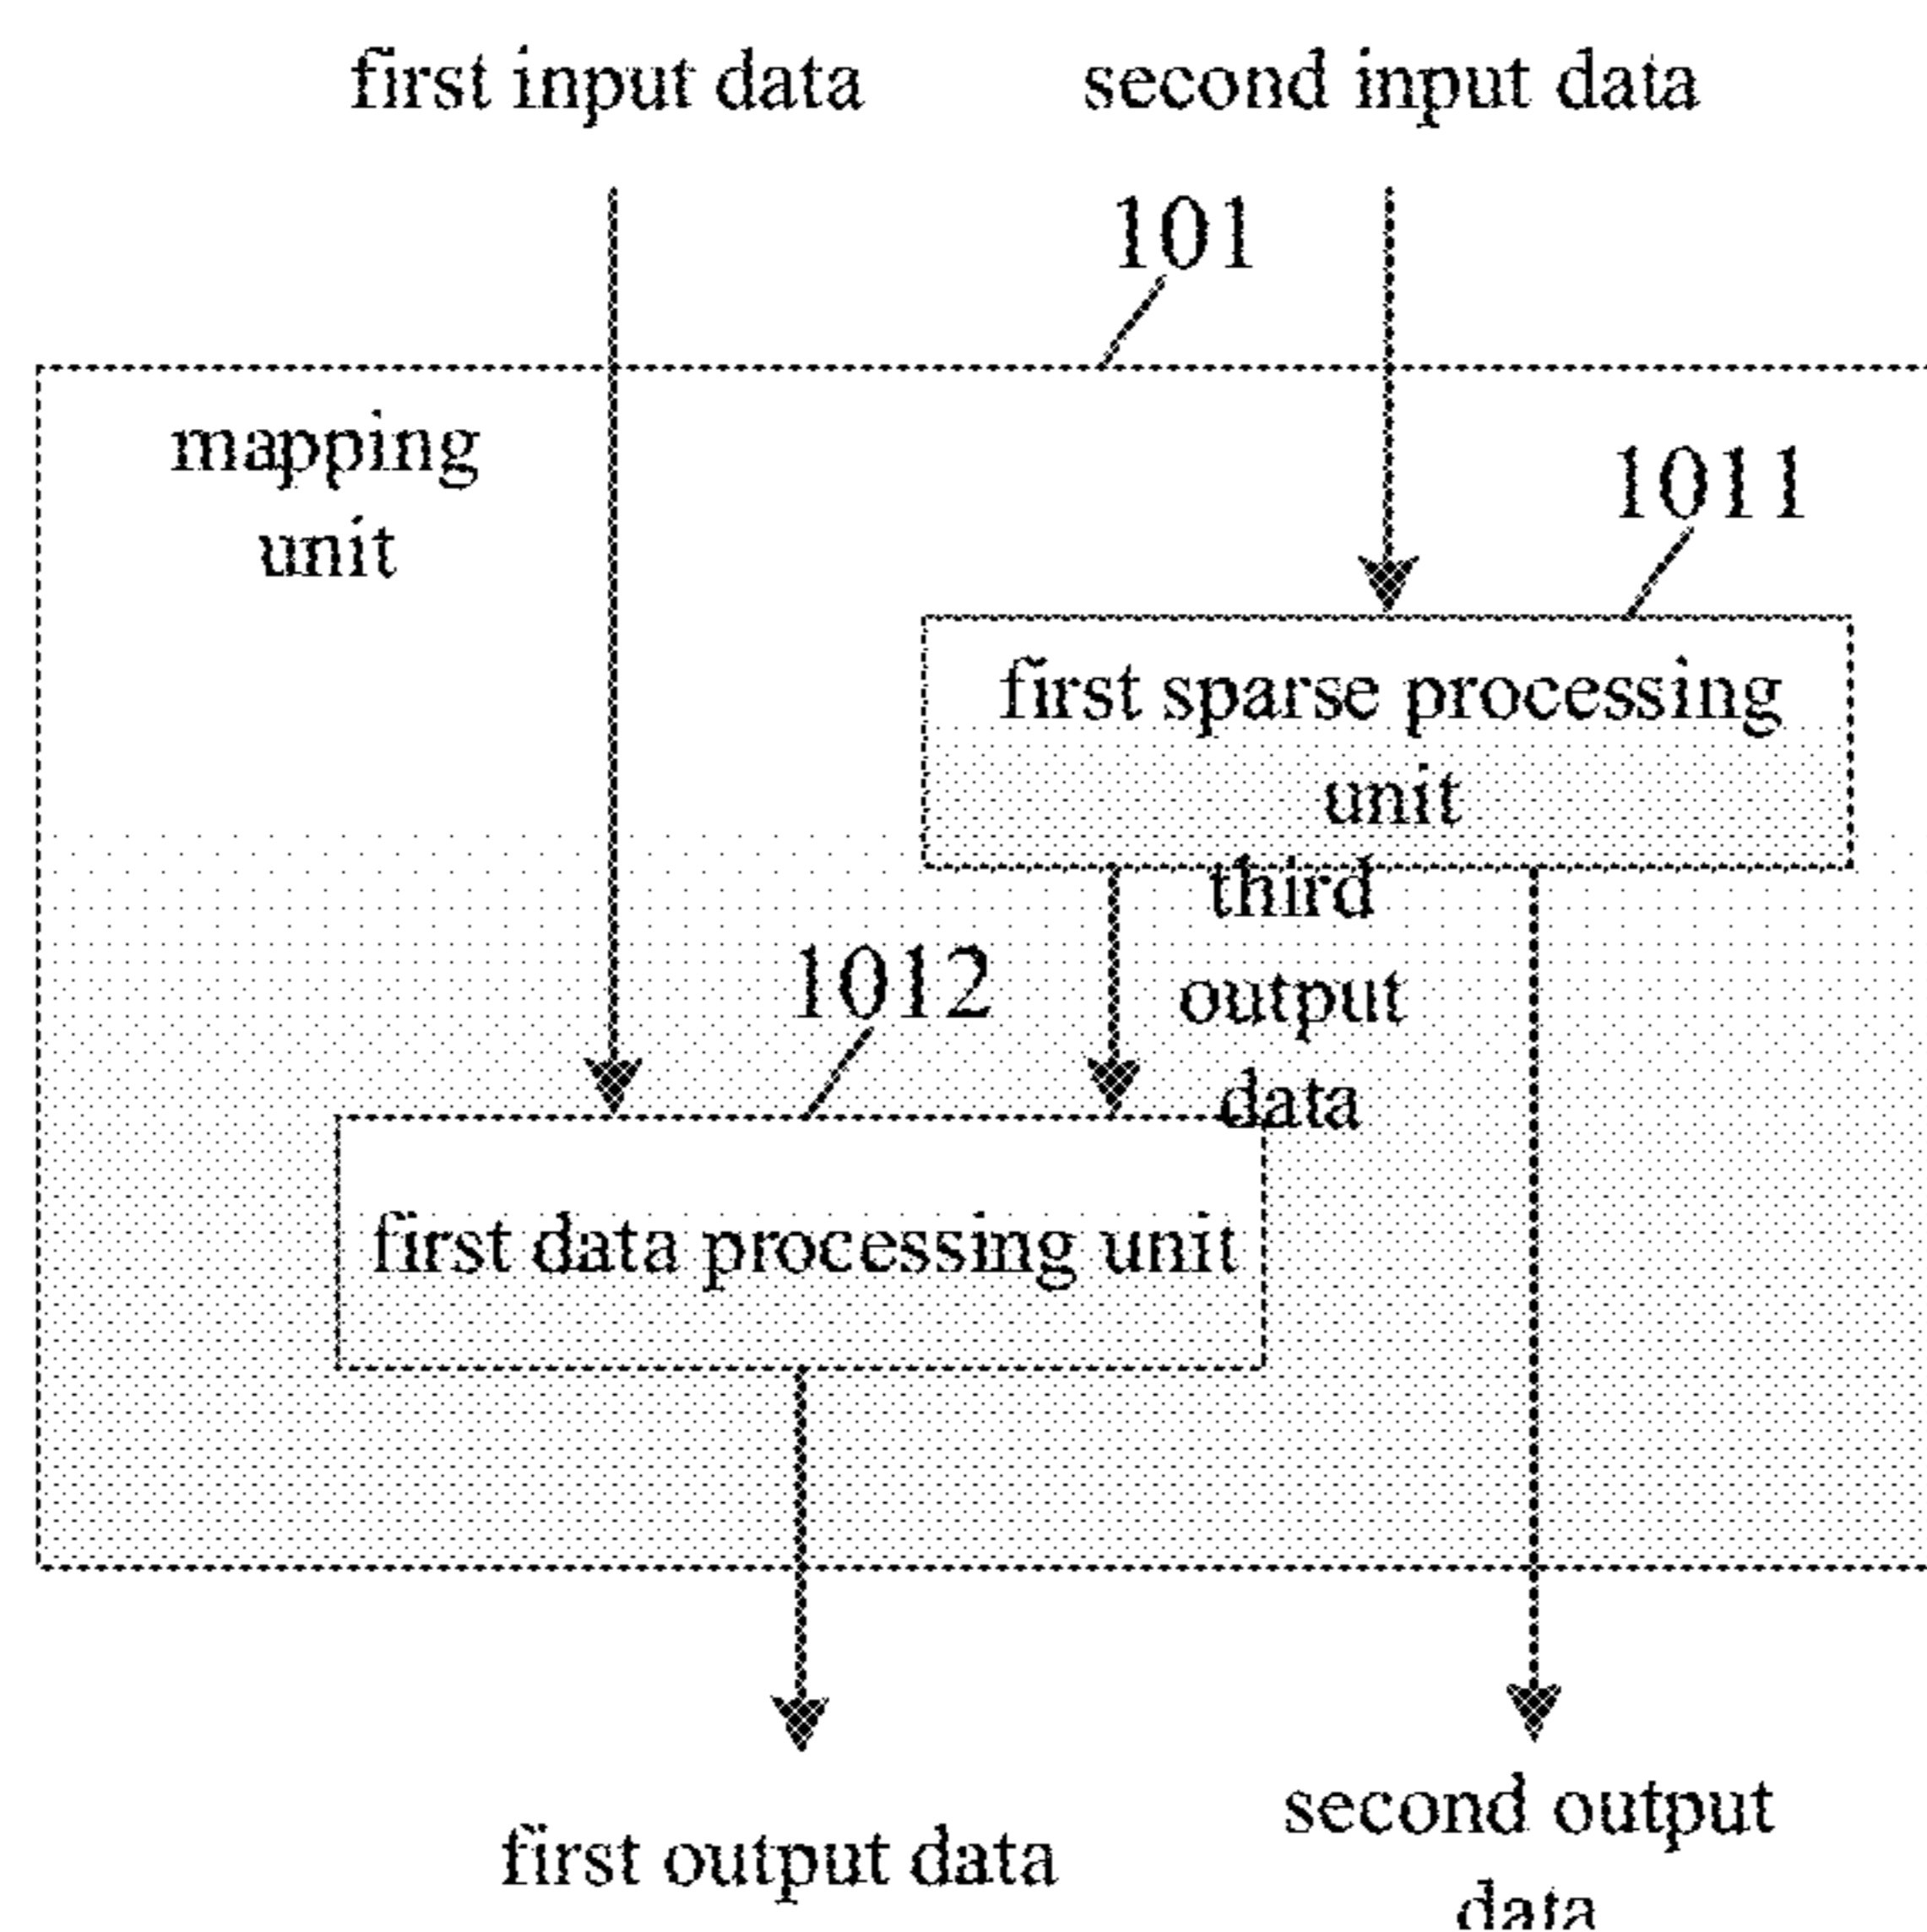 first input data
second input data
101
mapping
unit
1011
first sparse processing
unit
third
output
data
1012
first data processing unit
first output data
second output
data